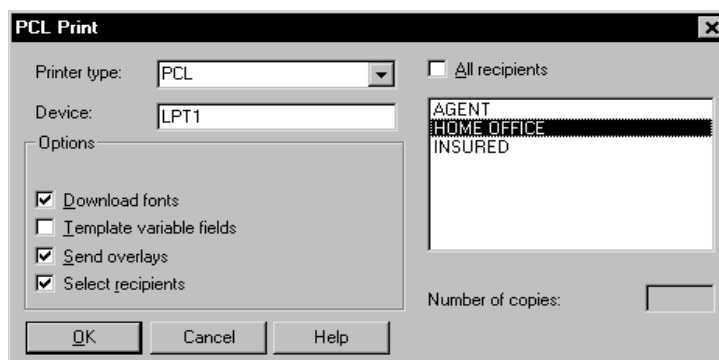 PCL Print
Printer type: PCL
Device: LPT1
Options
Download fonts
Template variable fields
Send overlays
Select recipients
OK Cancel Help
All recipients
AGENT
HOME OFFICE
INSURED
Number of copies: